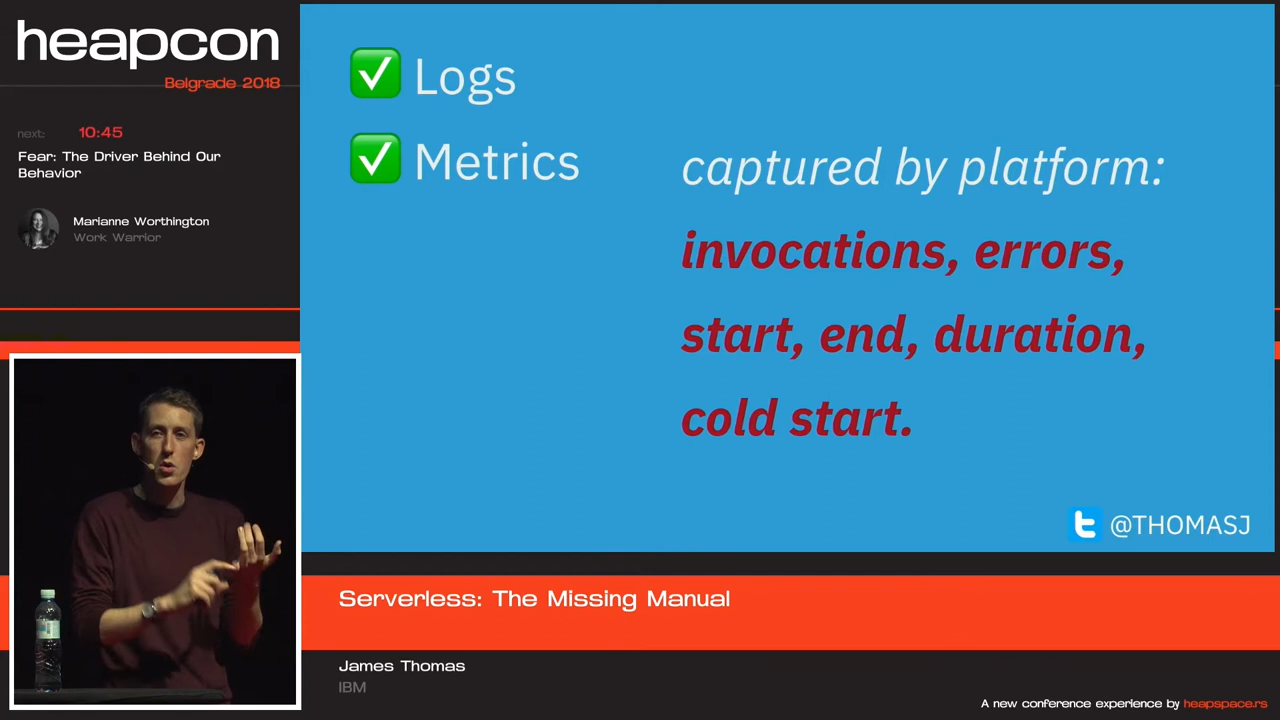 heapcon
Belgrade 2018
next: 10:45
Fear: The Driver Behind Our
Behavior
Marianne Worthington
Work Warrior
Logs
Metrics
captured by platform:
invocations, errors,
start, end, duration,
cold start.
@THOMASJ
Serverless: The Missing Manual
James Thomas
IBM
A new conference experience by heapspace.rs